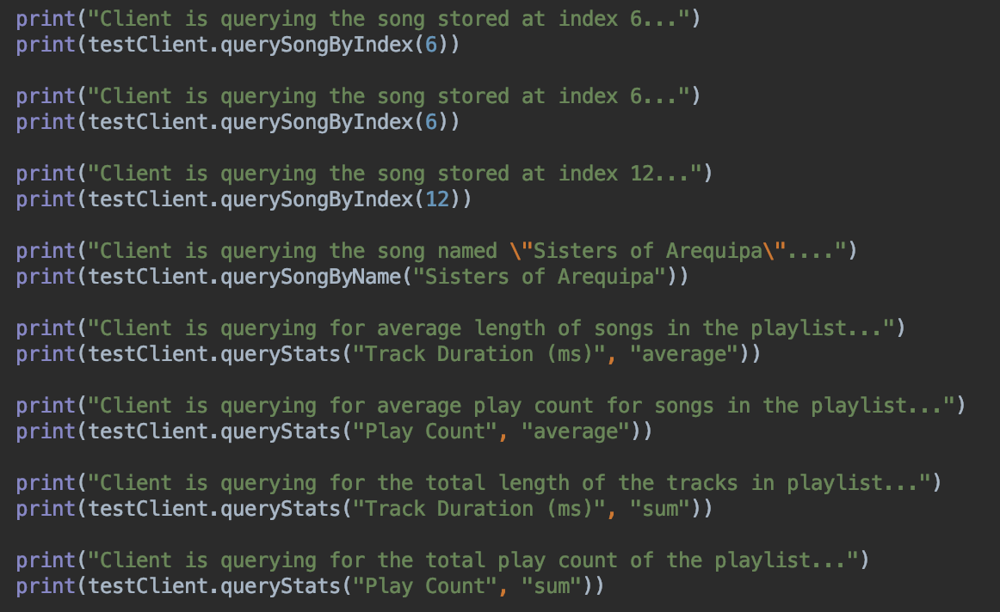 print("Client is querying the song stored at index 6...")
print(testClient.querySongByIndex(6))
print("Client is querying the song stored at index 6...")
print(testClient.querySongByIndex(6))
print("Client is querying the song stored at index 12...")
print(testClient.querySongByIndex(12))
print("Client is querying the song named \"Sisters of Arequipa\"....")
print(testClient.querySongByName("Sisters of Arequipa"))
print("Client is querying for average length of songs in the playlist...")
print(testClient.queryStats("Track Duration (ms)", "average"))
print("Client is querying for average play count for songs in the playlist...")
print(testClient.queryStats("Play Count", "average"))
print("Client is querying for the total length of the tracks in playlist...")
print(testClient.queryStats("Track Duration (ms)", "sum"))
print("Client is querying for the total play count of the playlist...")
print(testClient.queryStats("Play Count", "sum"))